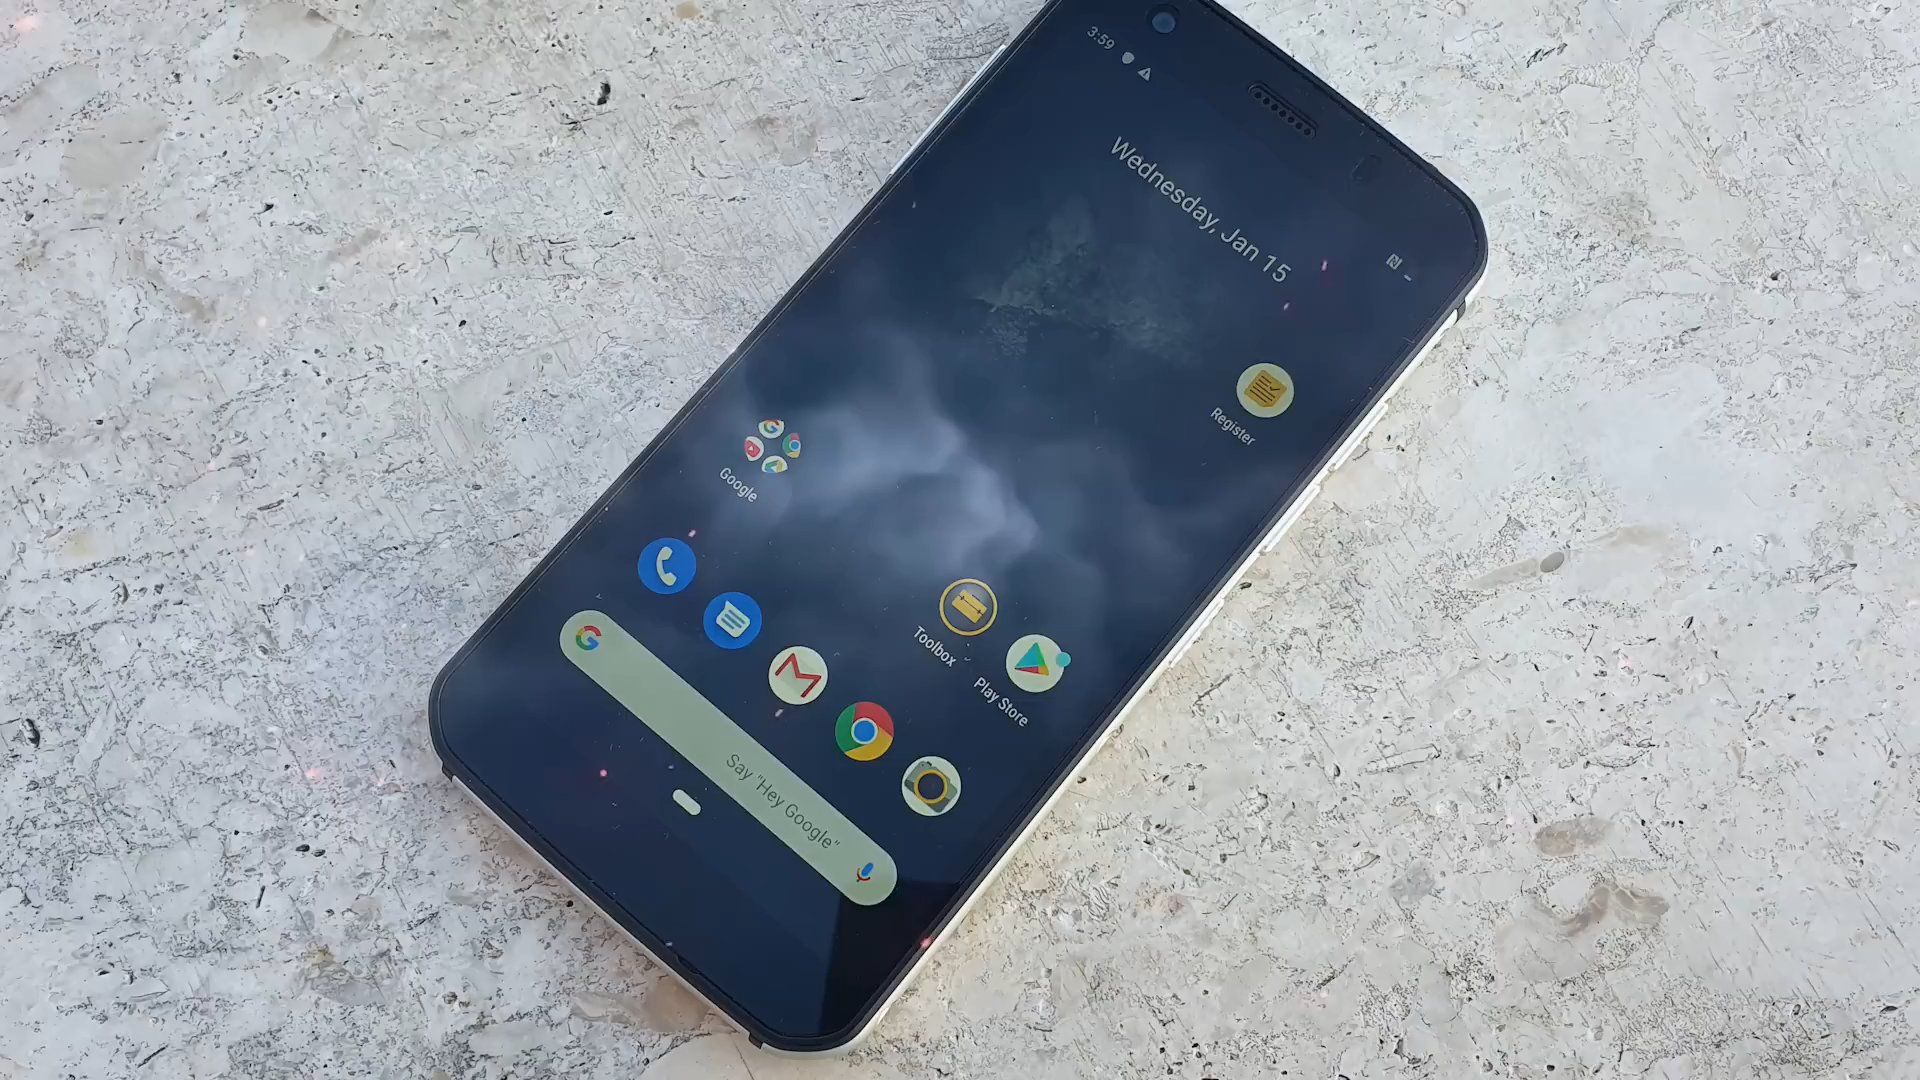 3:59
Wednesday, Jan 15
Register
Google
Toolbox
Play Store
Say "Hey Google"